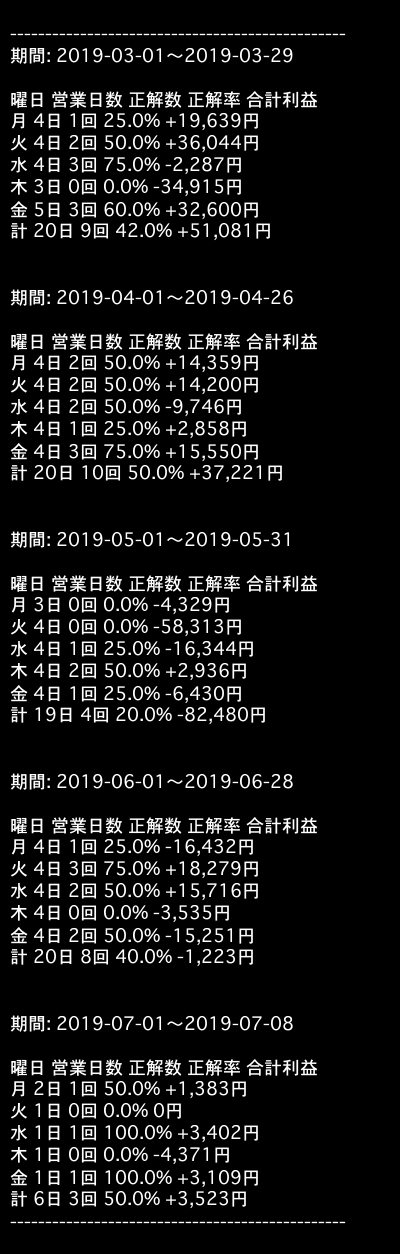 ------------------------------------------------
期間: 2019-03-01〜2019-03-29
曜日 営業日数 正解数 正解率 合計利益
月 4日 1回 25.0% +19,639円
火 4日 2回 50.0% +36,044円
水 4日 3回 75.0% -2,287円
木 3日 0回 0.0% -34,915円
金 5日 3回 60.0% +32,600円
計 20日 9回 42.0% +51,081円
期間: 2019-04-01〜2019-04-26
曜日 営業日数 正解数 正解率 合計利益
月 4日 2回 50.0% +14,359円
火 4日 2回 50.0% +14,200円
水 4日 2回 50.0% -9,746円
木 4日 1回 25.0% +2,858円
金 4日 3回 75.0% +15,550円
計 20日 10回 50.0% +37,221円
期間: 2019-05-01〜2019-05-31
曜日 営業日数 正解数 正解率 合計利益
月 3日 0回 0.0% -4,329円
火 4日 0回 0.0% -58,313円
水 4日 1回 25.0% -16,344円
木 4日 2回 50.0% +2,936円
金 4日 1回 25.0% -6,430円
計 19日 4回 20.0% -82,480円
期間: 2019-06-01〜2019-06-28
曜日 営業日数 正解数 正解率 合計利益
月 4日 1回 25.0% -16,432円
火 4日 3回 75.0% +18,279円
水 4日 2回 50.0% +15,716円
木 4日 0回 0.0% -3,535円
金 4日 2回 50.0% -15,251円
計 20日 8回 40.0% -1,223円
期間: 2019-07-01〜2019-07-08
曜日 営業日数 正解数 正解率 合計利益
月 2日 1回 50.0% +1,383円
火 1日 0回 0.0% 0円
水 1日 1回 100.0% +3,402円
木 1日 0回 0.0% -4,371円
金 1日 1回 100.0% +3,109円
計 6日 3回 50.0% +3,523円
------------------------------------------------